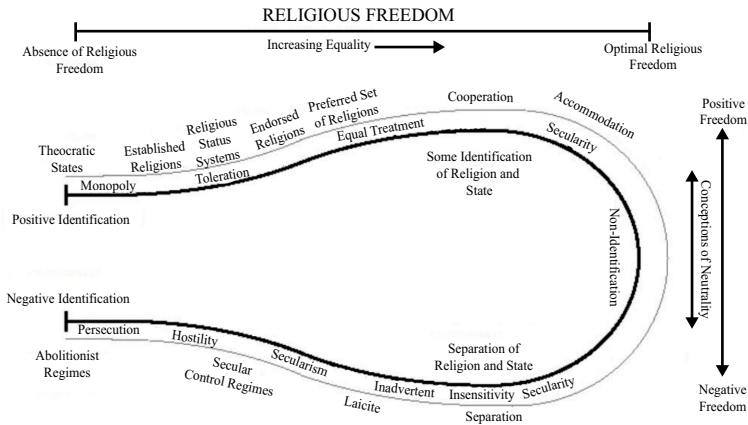 RELIGIOUS FREEDOM
Absence of Religious
Freedom
Increasing Equality
Optimal Religious
Freedom
Theocratic
States
Established
Religions
Religious
Status
Systems
Endorsed
Religions
Preferred Set
of Religions
Cooperation
Accommodation
Positive
Freedom
Monopoly
Toleration
Equal Treatment
Secularity
Positive Identification
Some Identification
of Religion and
State
Non-Identification
Conceptions of Neutrality
Negative Identification
Persecution
Hostility
Secularism
Inadvertent Insensitivity
Secularity
Separation of
Religion and State
Abolitionist
Regimes
Secular
Control Regimes
Laicite
Separation
Negative
Freedom